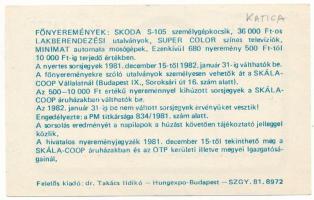 KATICA
FŐNYEREMÉNYEK: SKODA S-105 személygépkocsik, 36 000 Ft-os
LAKBERENDEZÉSI utalványok, SUPER COLOR színes televíziók,
MINIMAT automata mosógépek. Ezenkívül 680 nyeremény 500 Ft-tól
10 000 Ft-ig terjedő értékben.
A nyertes sorsjegyek 1981. december 15-től 1982. január 31-ig válthatók be.
A főnyereményekre szóló utalványok személyesen vehetők át a SKÁLA-
COOP Vállalatnál (Budapest IX., Soroksári út 16. szám alatt).
Az 500—10 000 Ft értékű nyereménnyel kihúzott sorsjegyek a SKÁLA-
COOP áruházakban válthatók be.
Az 1982. január 31-ig be nem váltott sorsjegyek érvényüket vesztik!
Engedélyezte: a PM titkársága 834/1981. szám alatt.
A sorsolás eredményét a napilapok a húzást követően tájékoztató jelleggel
közlik.
A hivatalos nyereményjegyzék 1981. december 15-től tekinthető meg a
SKÁLA-COOP áruházakban és az OTP kerületi illetve megyei Igazgatósá-
gainál.
Felelős kiadó: dr. Takács Ildikó — Hungexpo-Budapest — SZGY. 81. 8972